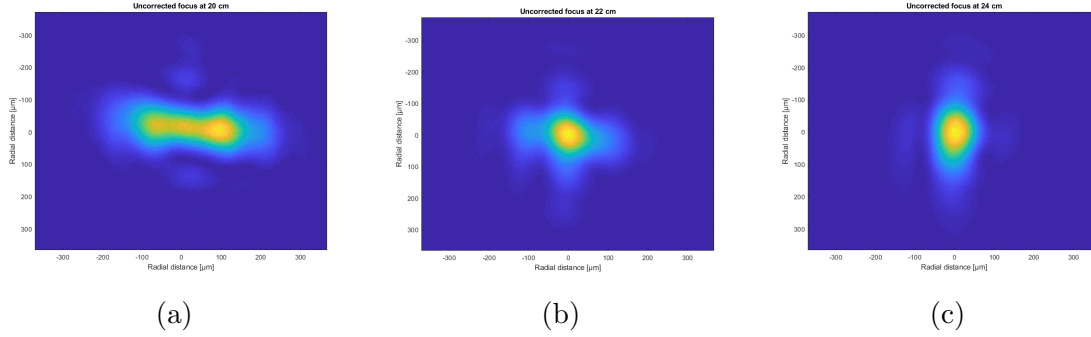 Uncorrected focus at 20 cm
-300
-200
-100
0
100
200
300
Radial distance [μm]
-300 -200 -100 0 100 200 300
Radial distance [μm]
(a)
Uncorrected focus at 22 cm
-300
-200
-100
0
100
200
300
Radial distance [μm]
-300 -200 -100 0 100 200 300
Radial distance [μm]
(b)
Uncorrected focus at 24 cm
-300
-200
-100
0
100
200
300
Radial distance [μm]
-300 -200 -100 0 100 200 300
Radial distance [μm]
(c)